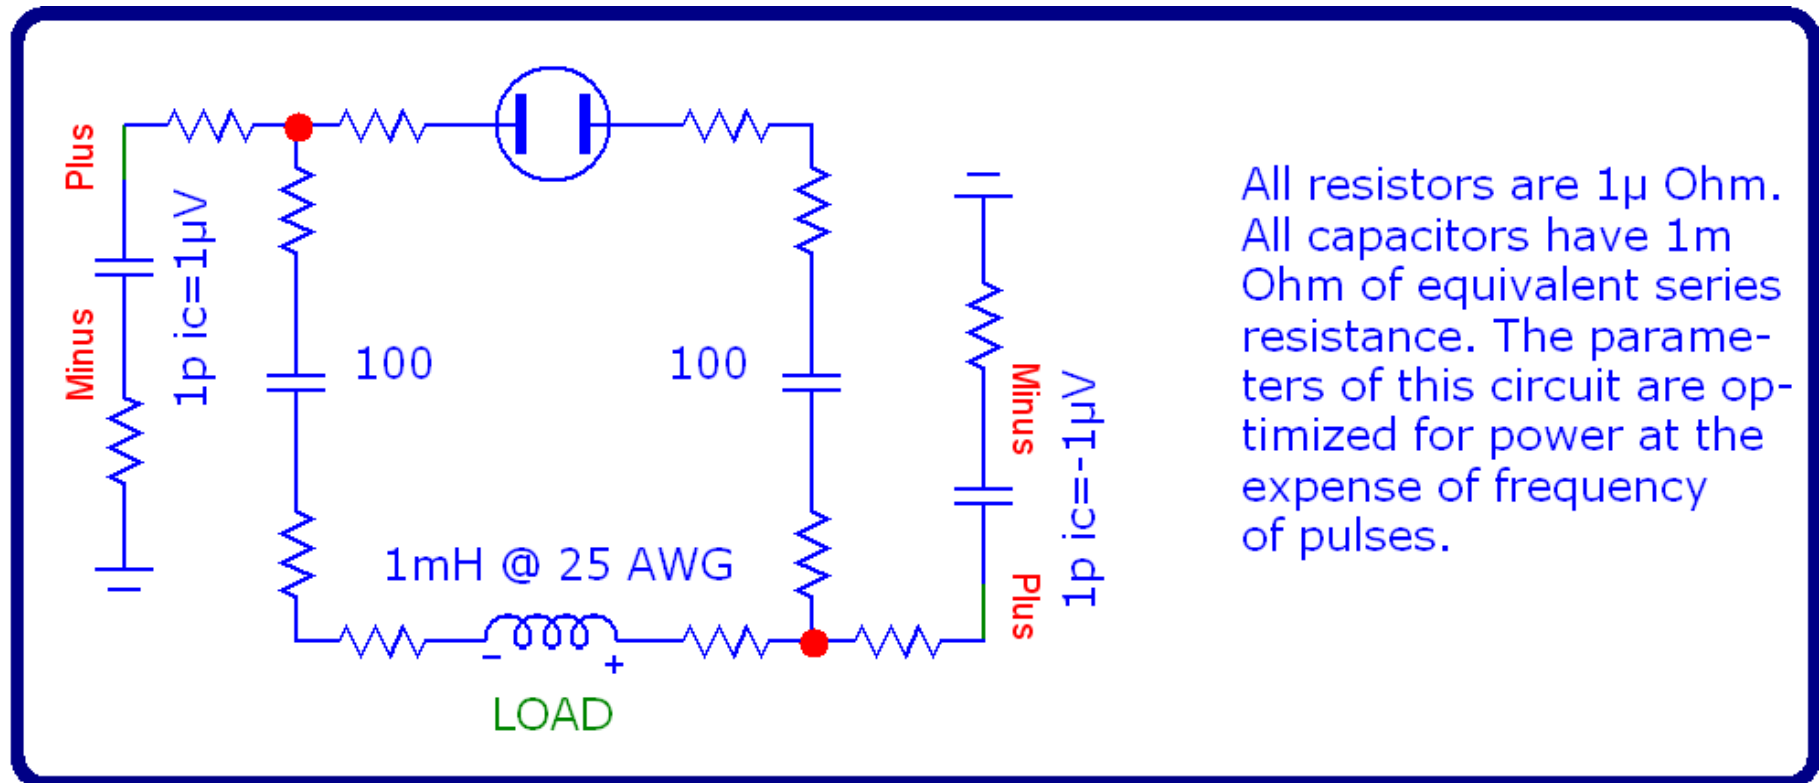 Plus
Minus
1p ic=1µV
100
100
1mH @ 25 AWG
- +
LOAD
Minus
Plus
1p ic=-1µV
All resistors are 1µ Ohm.
All capacitors have 1m
Ohm of equivalent series
resistance. The parame-
ters of this circuit are op-
timized for power at the
expense of frequency
of pulses.